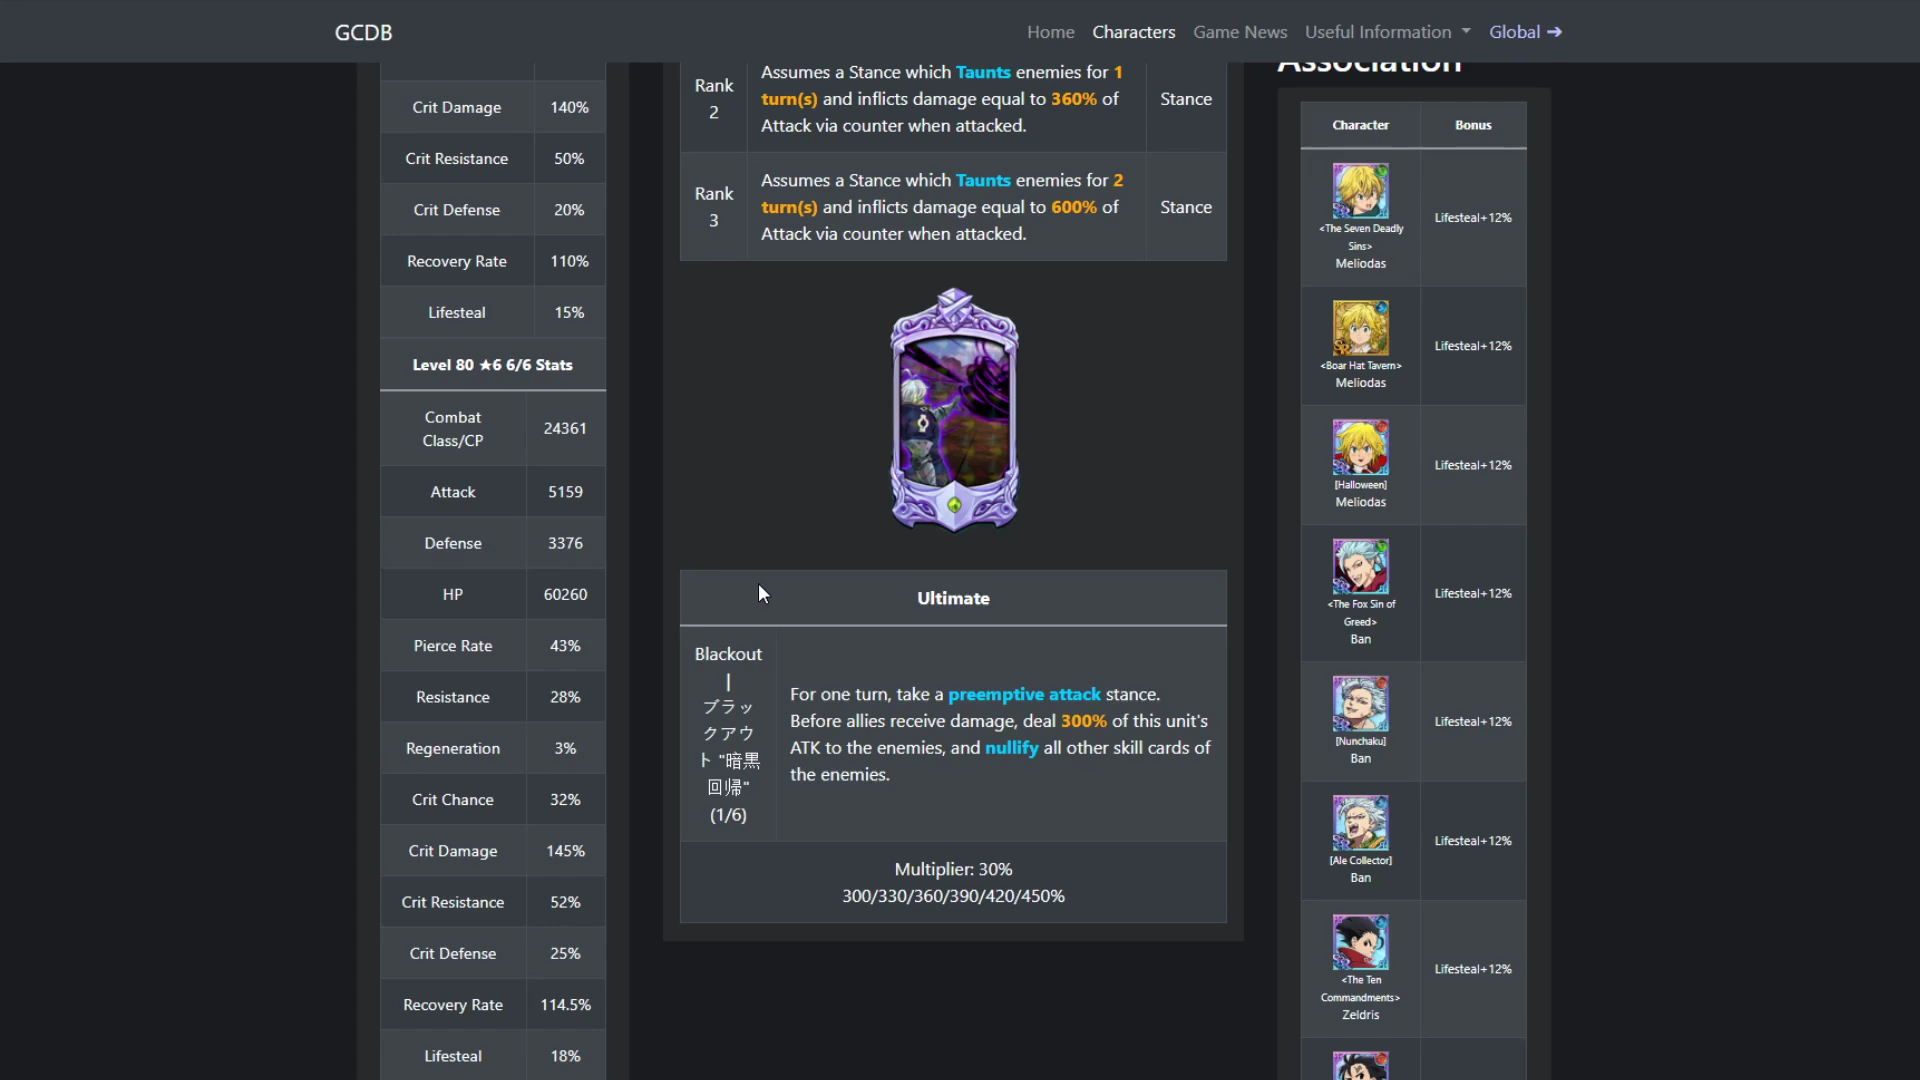 GCDB
Home Characters Game News Useful Information Global ➔
Crit Damage 140%
Crit Resistance 50%
Crit Defense 20%
Recovery Rate 110%
Lifesteal 15%
Level 80 ★6 6/6 Stats
Combat
Class/CP 24361
Attack 5159
Defense 3376
HP 60260
Pierce Rate 43%
Resistance 28%
Regeneration 3%
Crit Chance 32%
Crit Damage 145%
Crit Resistance 52%
Crit Defense 25%
Recovery Rate 114.5%
Lifesteal 18%
Rank
2
Assumes a Stance which Taunts enemies for 1
turn(s) and inflicts damage equal to 360% of
Attack via counter when attacked.
Stance
Rank
3
Assumes a Stance which Taunts enemies for 2
turn(s) and inflicts damage equal to 600% of
Attack via counter when attacked.
Stance
Ultimate
Blackout
|
ブラッ
クアウ
ト "暗黒
回帰"
(1/6)
For one turn, take a preemptive attack stance.
Before allies receive damage, deal 300% of this unit's
ATK to the enemies, and nullify all other skill cards of
the enemies.
Multiplier: 30%
300/330/360/390/420/450%
Association
Character Bonus
<The Seven Deadly
Sins>
Meliodas
Lifesteal+12%
<Boar Hat Tavern>
Meliodas
Lifesteal+12%
[Halloween]
Meliodas
Lifesteal+12%
<The Fox Sin of
Greed>
Ban
Lifesteal+12%
[Nunchaku]
Ban
Lifesteal+12%
[Ale Collector]
Ban
Lifesteal+12%
<The Ten
Commandments>
Zeldris
Lifesteal+12%